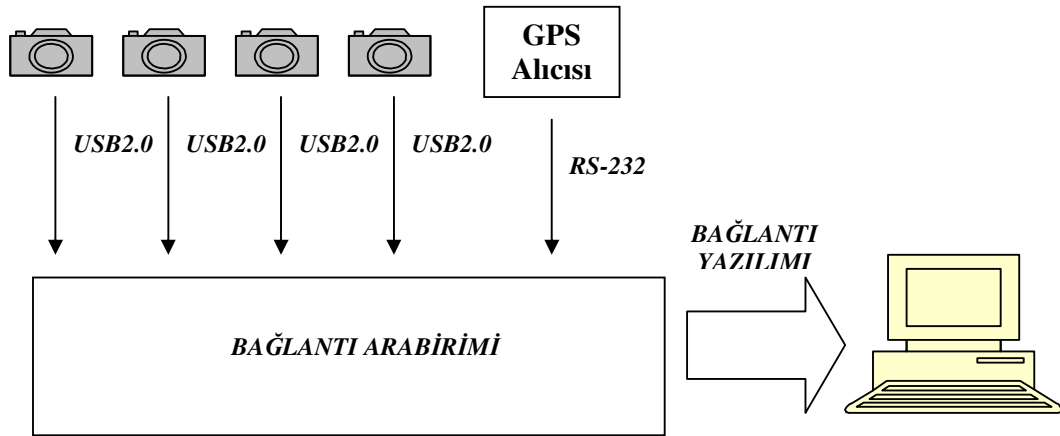 GPS
Alıcısı
USB2.0
USB2.0
USB2.0
USB2.0
RS-232
BAĞLANTI
YAZILIMI
BAĞLANTI ARABİRİMİ